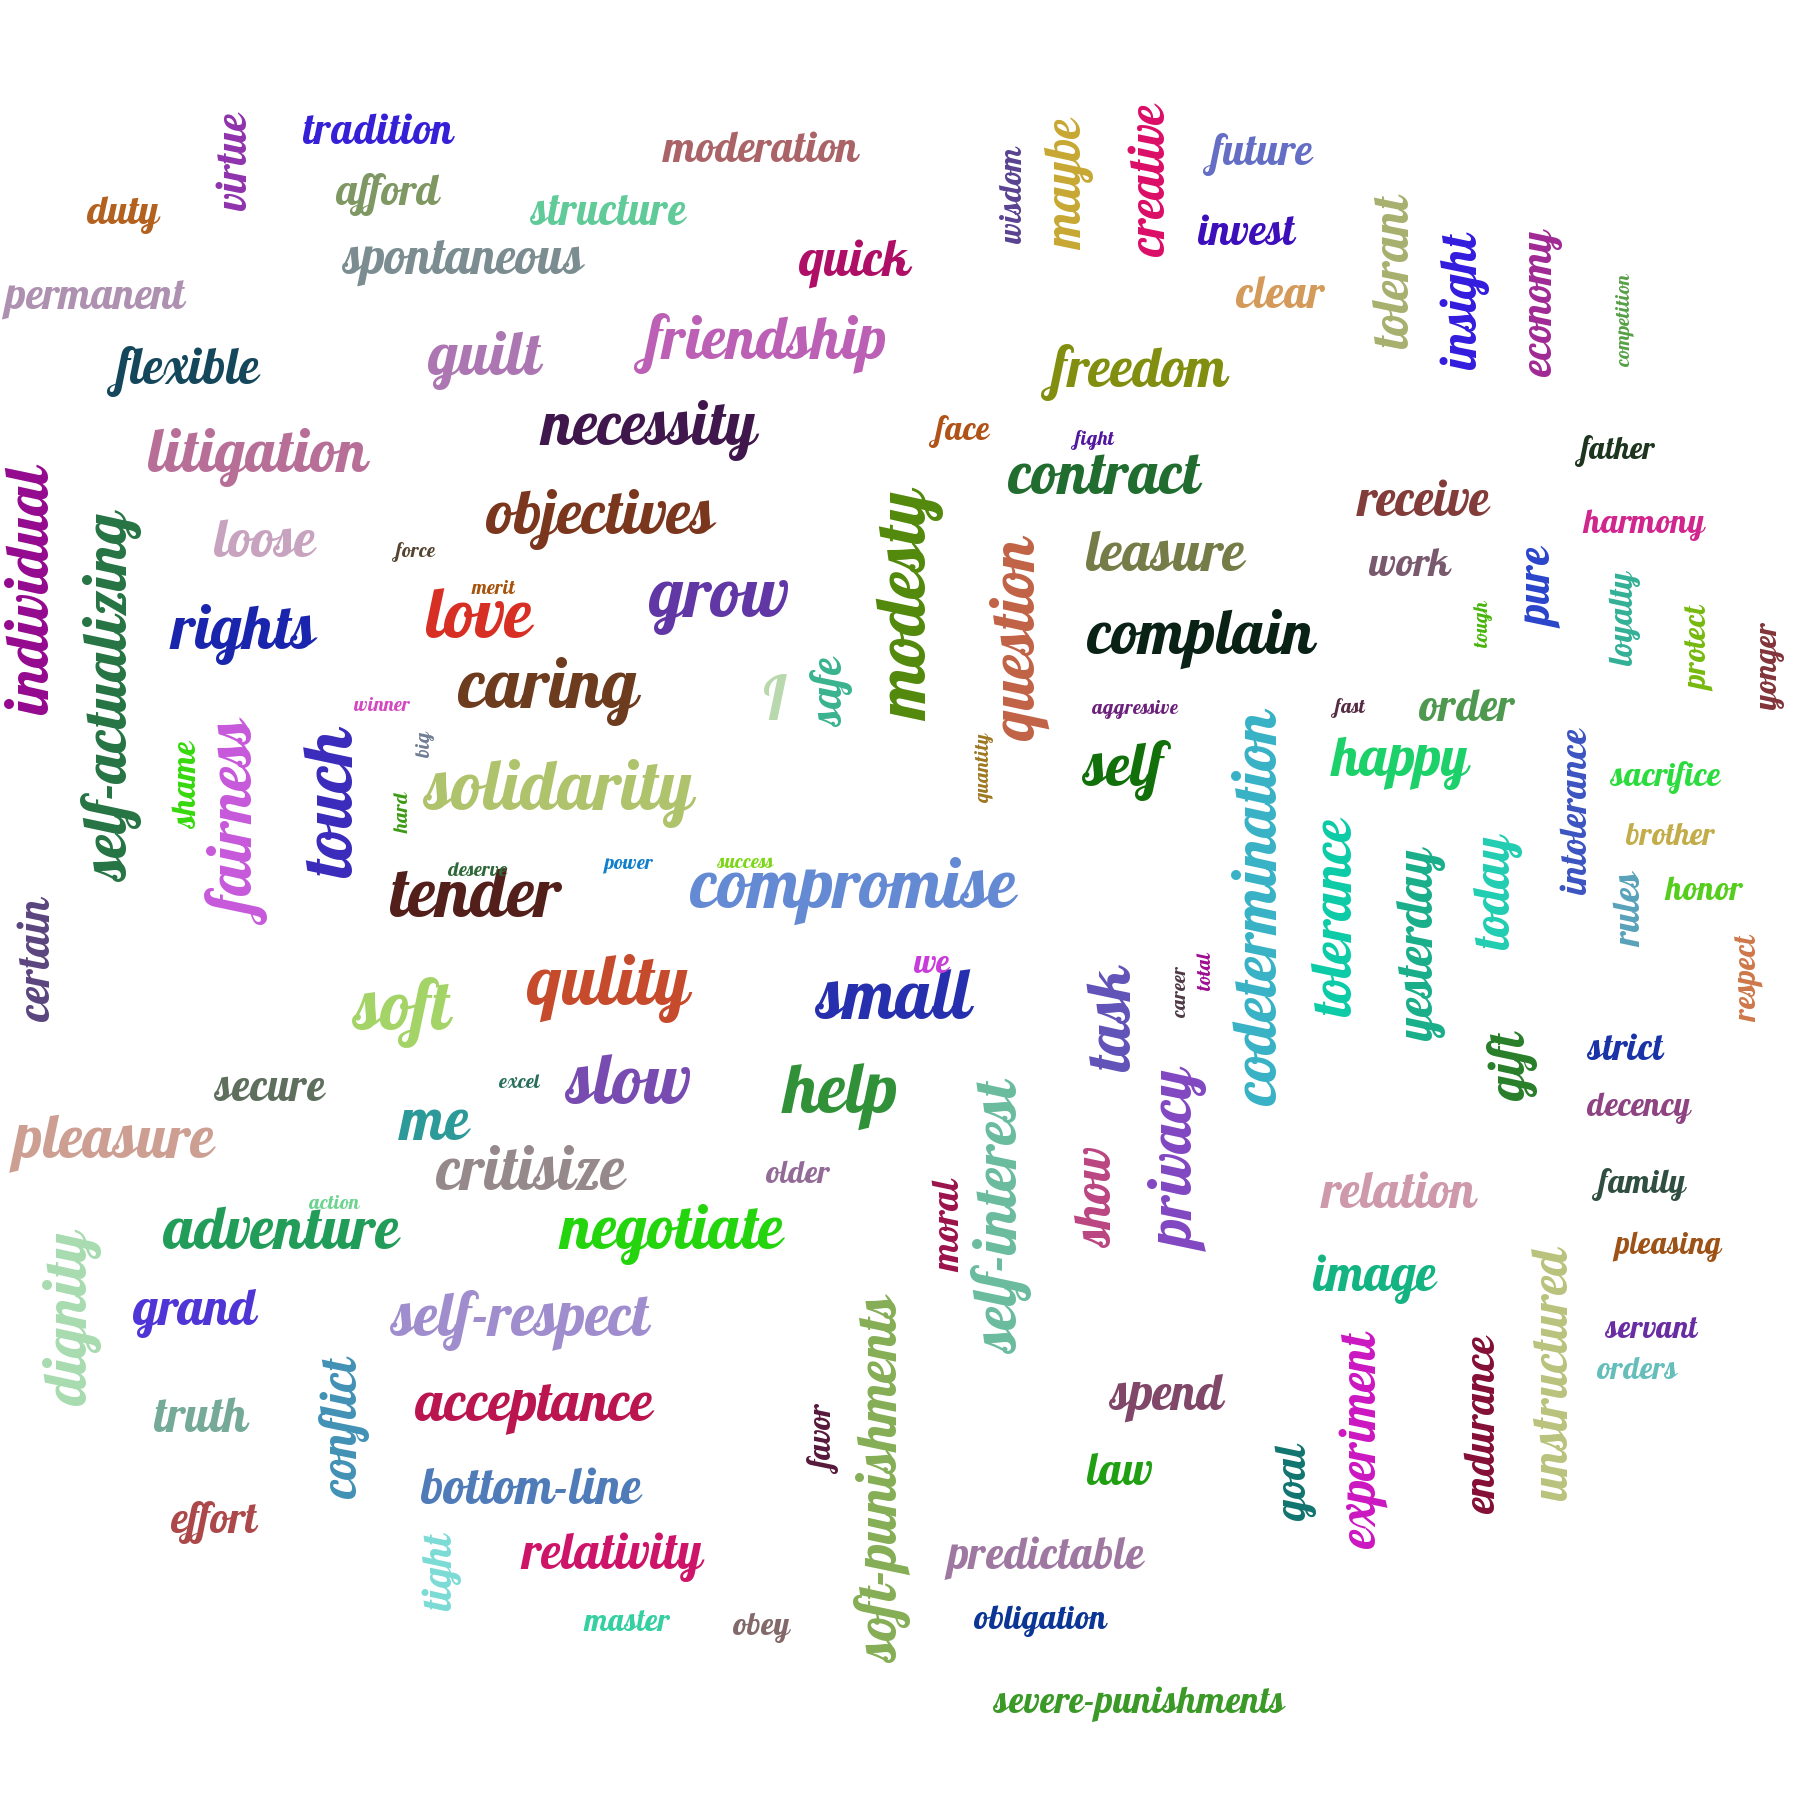 virtue
tradition
moderation
wisdom
maybe
creative
future
duty
afford
structure
invest
tolerant
insight
economy
competition
spontaneous
quick
permanent
clear
flexible
guilt
friendship
freedom
litigation
necessity
face
fight
contract
father
individual
self-actualizing
loose
objectives
modesty
question
receive
harmony
force
leasure
work
pure
loyalty
protect
yonger
rights
merit
love
grow
complain
tough
caring
I
safe
winner
aggressive
fast
order
shame
fairness
touch
big
hard
solidarity
quantity
self
codetermination
happy
intolerance
sacrifice
brother
deserve
tender
power
success
compromise
tolerance
yesterday
today
rules
honor
certain
respect
soft
qulity
we
small
task
career
total
gift
strict
secure
excel
slow
help
privacy
decency
pleasure
me
critisize
older
moral
self-interest
show
relation
family
action
adventure
negotiate
pleasing
dignity
grand
self-respect
image
unstructured
servant
orders
truth
conflict
acceptance
favor
soft-punishments
spend
experiment
endurance
effort
bottom-line
law
goal
tight
relativity
predictable
master
obey
obligation
severe-punishments